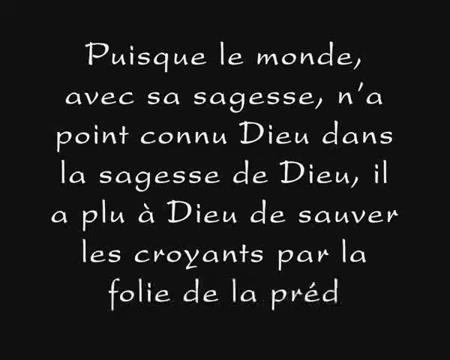 Puisque le monde,
avec sa sagesse, n'a
point connu Dieu dans
la sagesse de Dieu, il
a plu à Dieu de sauver
les croyants par la
folie de la préd